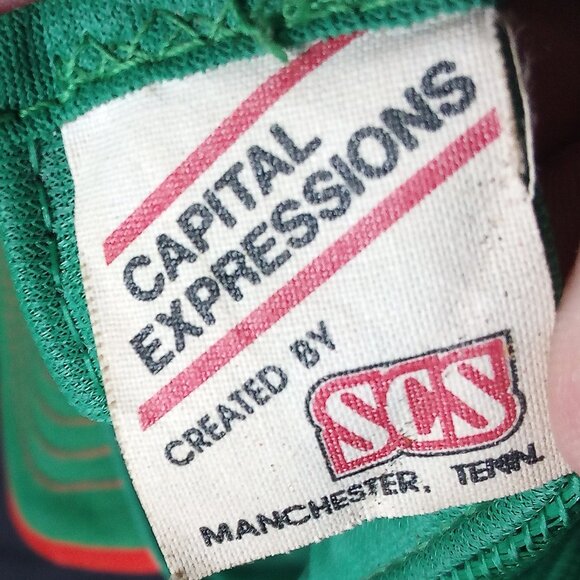 CAPITAL
EXPRESSIONS
CREATED BY
SCS
MANCHESTER, TENN.